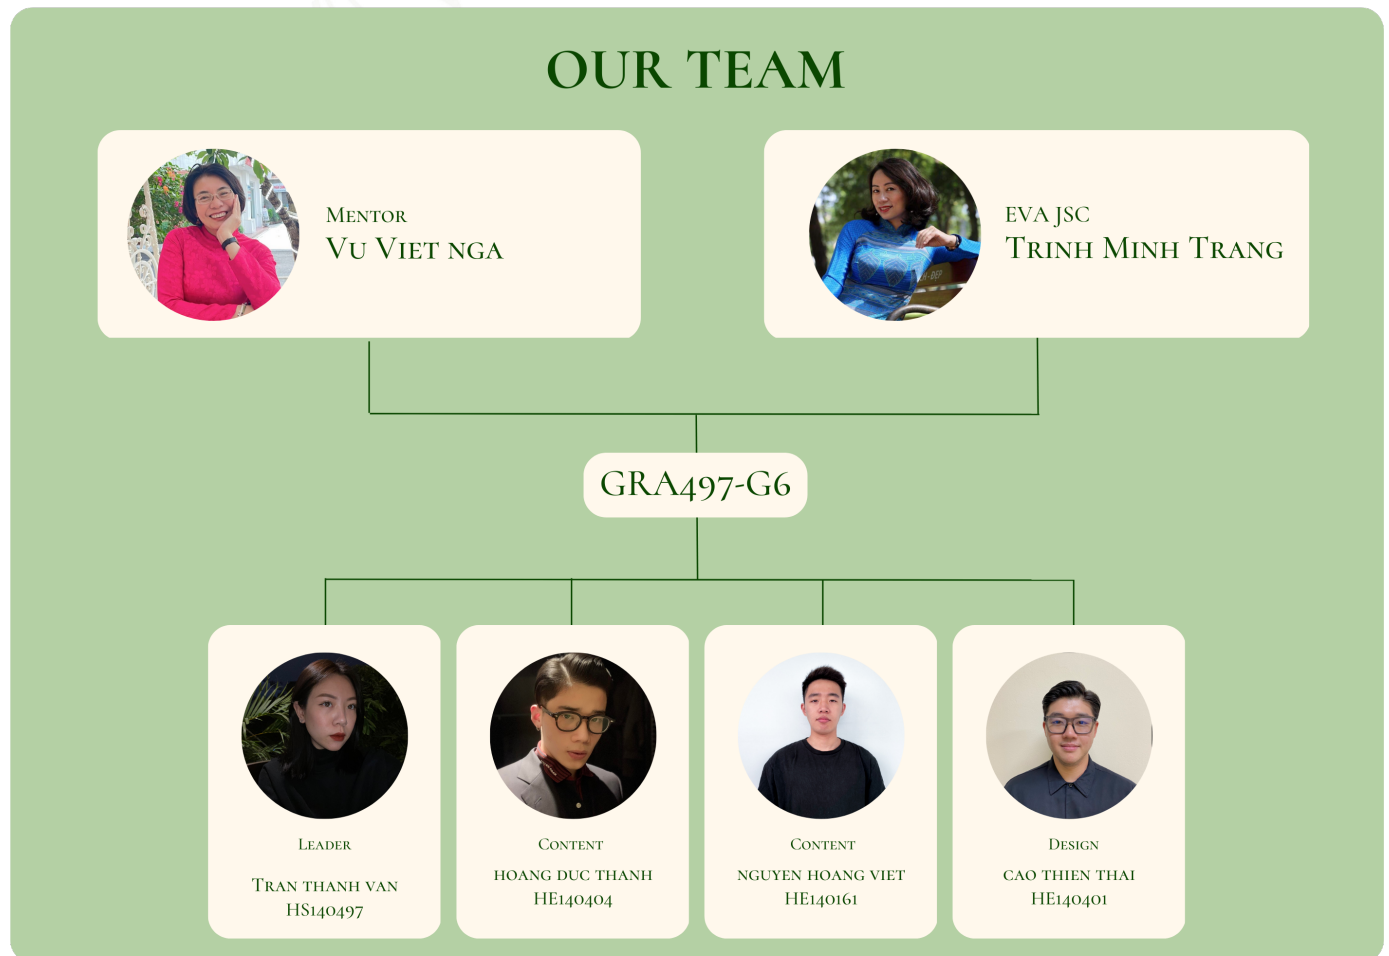 OUR TEAM
Mentor
Vu Viet nga
EVA JSC
Trinh Minh Trang
GRA497-G6
Leader
Tran thanh van
HS140497
Content
hoang duc thanh
HE140404
Content
nguyen hoang viet
HE140161
Design
cao thien thai
HE140401